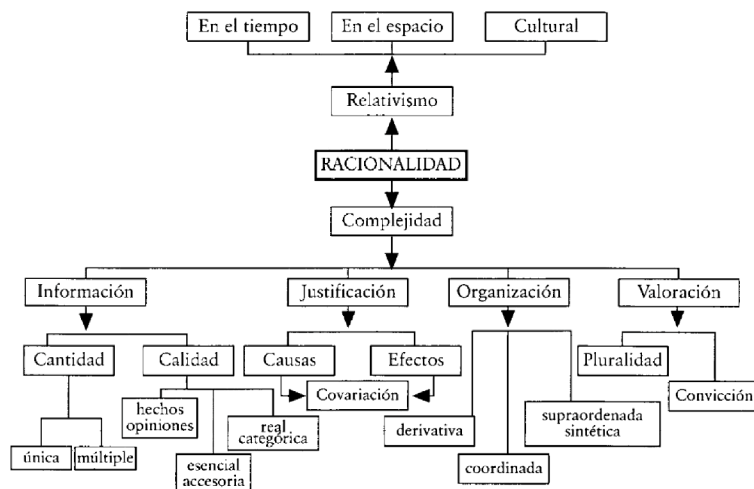 En el tiempo
En el espacio
Cultural
Relativismo
RACIONALIDAD
Complejidad
Información
Justificación
Organización
Valoración
Cantidad
Calidad
Causas
Efectos
Pluralidad
Covariación
Convicción
hechos
opiniones
real
categórica
derivativa
supraordenada
sintética
única
múltiple
esencial
accesoria
coordinada